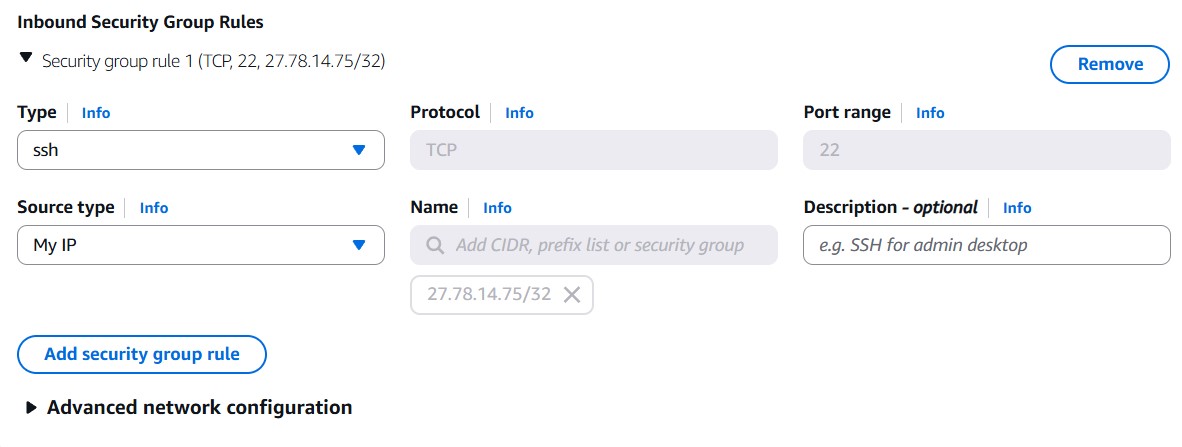 Inbound Security Group Rules
Security group rule 1 (TCP, 22, 27.78.14.75/32)
Remove
Type Info
Protocol Info
Port range Info
ssh
TCP
22
Source type Info
Name Info
Description - optional Info
My IP
Add CIDR, prefix list or security group
e.g. SSH for admin desktop
27.78.14.75/32
Add security group rule
Advanced network configuration